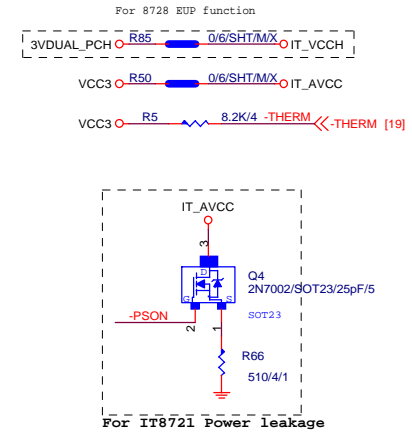 For 8728 EUP function
3VDUAL_PCH R85 0/6/SHT/M/X IT_VCCH
VCC3 R50 0/6/SHT/M/X IT_AVCC
VCC3 R5 8.2K/4 -THERM -THERM [19]
IT_AVCC
3
D
Q4
2N7002/SOT23/25pF/5
G S
SOT23
-PSON
2 1
R66
510/4/1
For IT8721 Power leakage